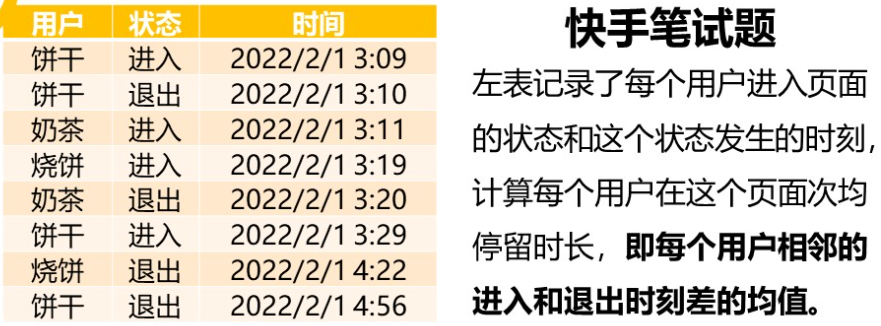 用户 状态 时间
饼干 进入 2022/2/1 3:09
饼干 退出 2022/2/1 3:10
奶茶 进入 2022/2/1 3:11
烧饼 进入 2022/2/1 3:19
奶茶 退出 2022/2/1 3:20
饼干 进入 2022/2/1 3:29
烧饼 退出 2022/2/1 4:22
饼干 退出 2022/2/1 4:56
快手笔试题
左表记录了每个用户进入页面
的状态和这个状态发生的时刻，
计算每个用户在这个页面次均
停留时长，即每个用户相邻的
进入和退出时刻差的均值。